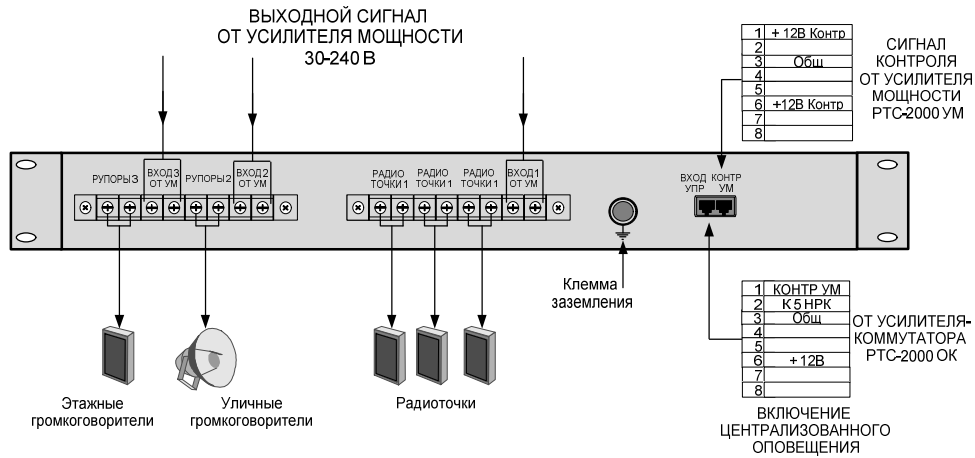 ВЫХОДНОЙ СИГНАЛ
ОТ УСИЛИТЕЛЯ МОЩНОСТИ
30-240 В
1 + 12В Контр
2
3 Общ
4
5
6 +12В Контр
7
8
СИГНАЛ
КОНТРОЛЯ
ОТ УСИЛИТЕЛЯ
МОЩНОСТИ
РТС-2000 УМ
РУПОРЫ 3
ВХОД 3
ОТ УМ
РУПОРЫ 2
ВХОД 2
ОТ УМ
РАДИО
ТОЧКИ 1
РАДИО
ТОЧКИ 1
РАДИО
ТОЧКИ 1
ВХОД 1
ОТ УМ
ВХОД
УПР
КОНТР
УМ
Клемма
заземления
1 КОНТР УМ
2 К 5 НРК
3 Общ
4
5
6 + 12В
7
8
ОТ УСИЛИТЕЛЯ-
КОММУТАТОРА
РТС-2000 ОК
Этажные
громкоговорители
Уличные
громкоговорители
Радиоточки
ВКЛЮЧЕНИЕ
ЦЕНТРАЛИЗОВАННОГО
ОПОВЕЩЕНИЯ